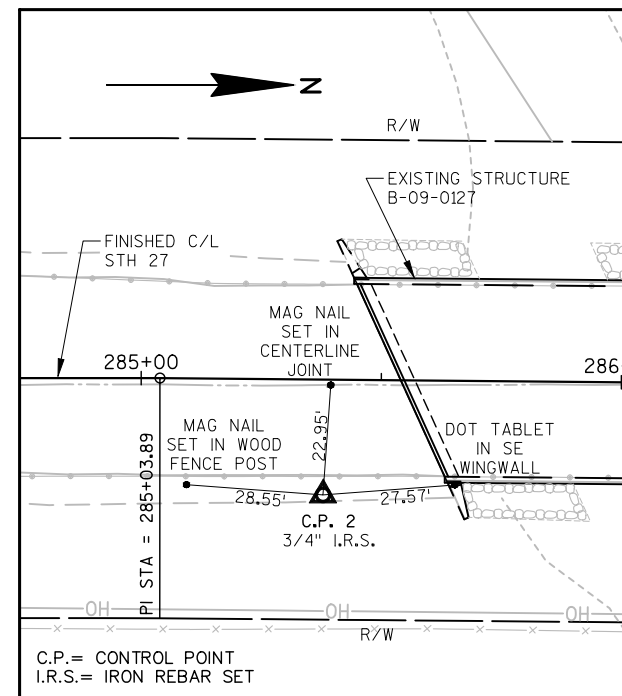 N
R/W
EXISTING STRUCTURE
B-09-0127
FINISHED C/L
STH 27
MAG NAIL
SET IN
CENTERLINE
JOINT
285+00
286
MAG NAIL
SET IN WOOD
FENCE POST
22.95'
DOT TABLET
IN SE
WINGWALL
28.55'
27.57'
C.P. 2
3/4" I.R.S.
PI STA = 285+03.89
OH
OH
OH
R/W
C.P.= CONTROL POINT
I.R.S.= IRON REBAR SET